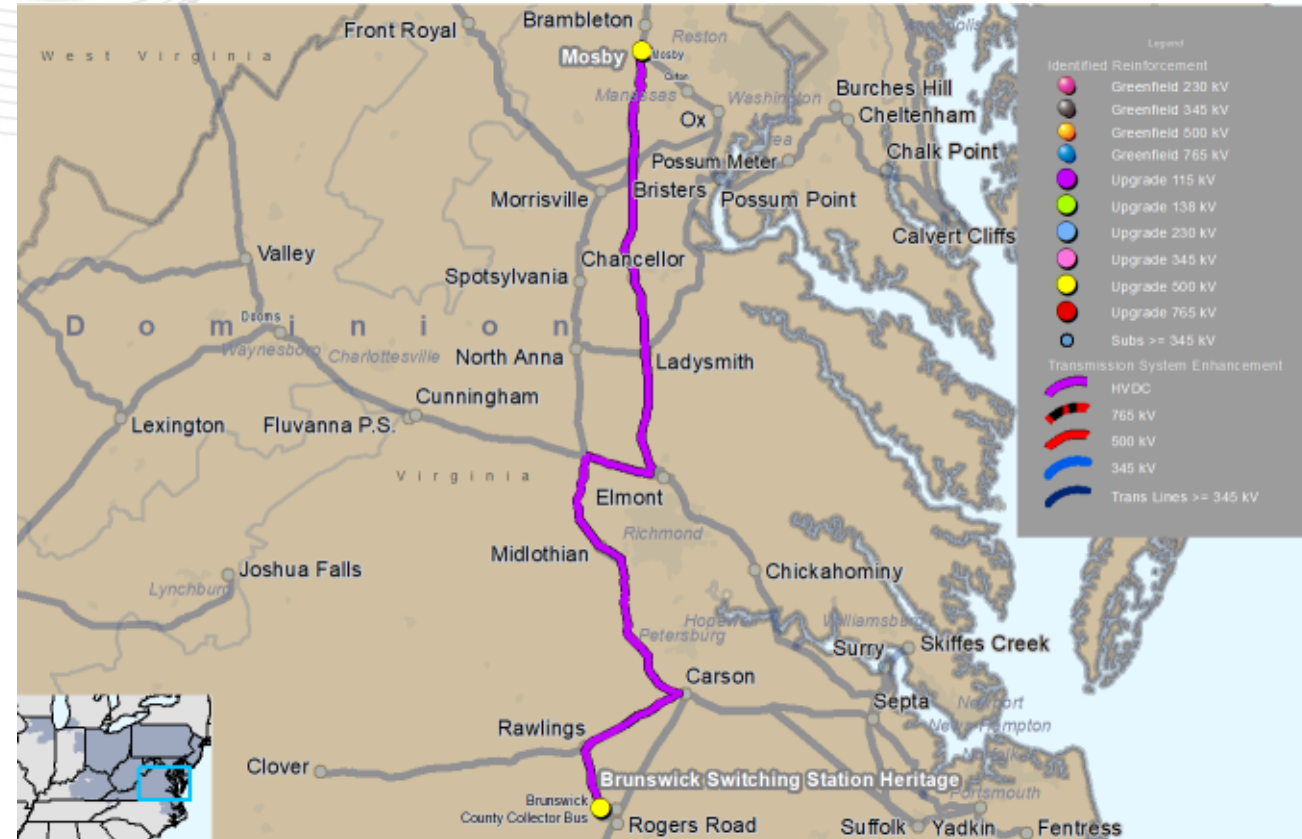 Brambleton
Front Royal
Reston
Mosby
Mosby
West Virginia
Clifton
Manassas
Washington
Area
Burches Hill
Ox
Cheltenham
Possum Meter
Chalk Point
Bristers
Morrisville
Possum Point
Calvert Cliffs
Valley
Chancellor
Spotsylvania
Dooms
Dominion
Waynesboro
Charlottesville
North Anna
Ladysmith
Cunningham
Lexington
Fluvanna P.S.
Virginia
Elmont
Richmond
Midlothian
Chickahominy
Joshua Falls
Lynchburg
Hopewell
Williamsburg
Petersburg
Surry
Skiffes Creek
Carson
Septa
Newport
News
Hampton
Rawlings
Norfolk
Clover
Brunswick Switching Station Heritage
Portsmouth
Brunswick
County Collector Bus
Rogers Road
Suffolk
Yadkin
Fentress
Legend
Identified Reinforcement
Greenfield 230 kV
Greenfield 345 kV
Greenfield 500 kV
Greenfield 765 kV
Upgrade 115 kV
Upgrade 138 kV
Upgrade 230 kV
Upgrade 345 kV
Upgrade 500 kV
Upgrade 765 kV
Subs >= 345 kV
Transmission System Enhancement
HVDC
765 kV
500 kV
345 kV
Trans Lines >= 345 kV